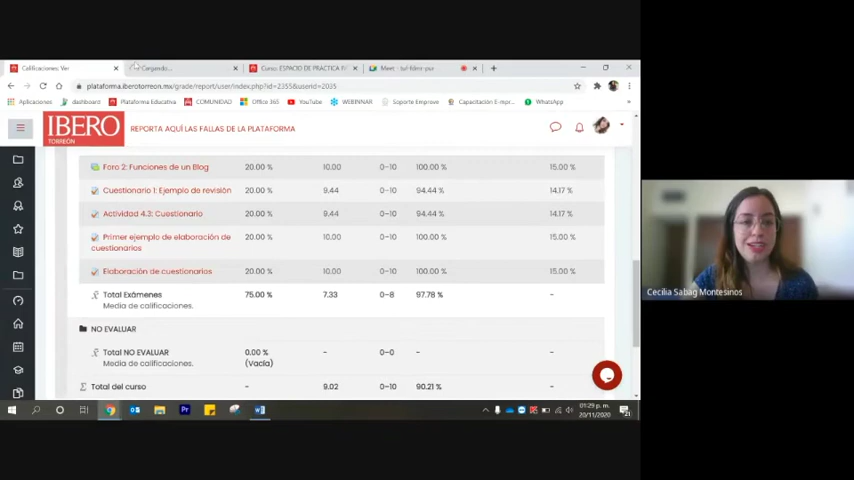 Calificaciones: Ver
Cargando...
Curso: ESPACIO DE PRACTICA
plataforma.iberotorreon.mx/grade/report/user/index.php?id=2355&userid=2035
Aplicaciones dashboard Plataforma Educativa COMUNIDAD Office 365 YouTube WEBINNAR Soporte Emprove Capacitación E-mpr... WhatsApp
IBERO
TORREÓN
REPORTA AQUÍ LAS FALLAS DE LA PLATAFORMA
Foro 2: Funciones de un Blog 20.00 % 10.00 0–10 100.00 % 15.00 %
Cuestionario 1: Ejemplo de revisión 20.00 % 9.44 0–10 94.44 % 14.17 %
Actividad 4.3: Cuestionario 20.00 % 9.44 0–10 94.44 % 14.17 %
Primer ejemplo de elaboración de 20.00 % 10.00 0–10 100.00 % 15.00 %
cuestionarios
Elaboración de cuestionarios 20.00 % 10.00 0–10 100.00 % 15.00 %
Total Exámenes 75.00 % 7.33 0–8 97.78 % -
Media de calificaciones.
NO EVALUAR
Total NO EVALUAR 0.00 % - 0–0 - -
Media de calificaciones. (Vacía)
Total del curso - 9.02 0–10 90.21 % -
Cecilia Sabag Montesinos
01:29 p. m.
20/11/2020